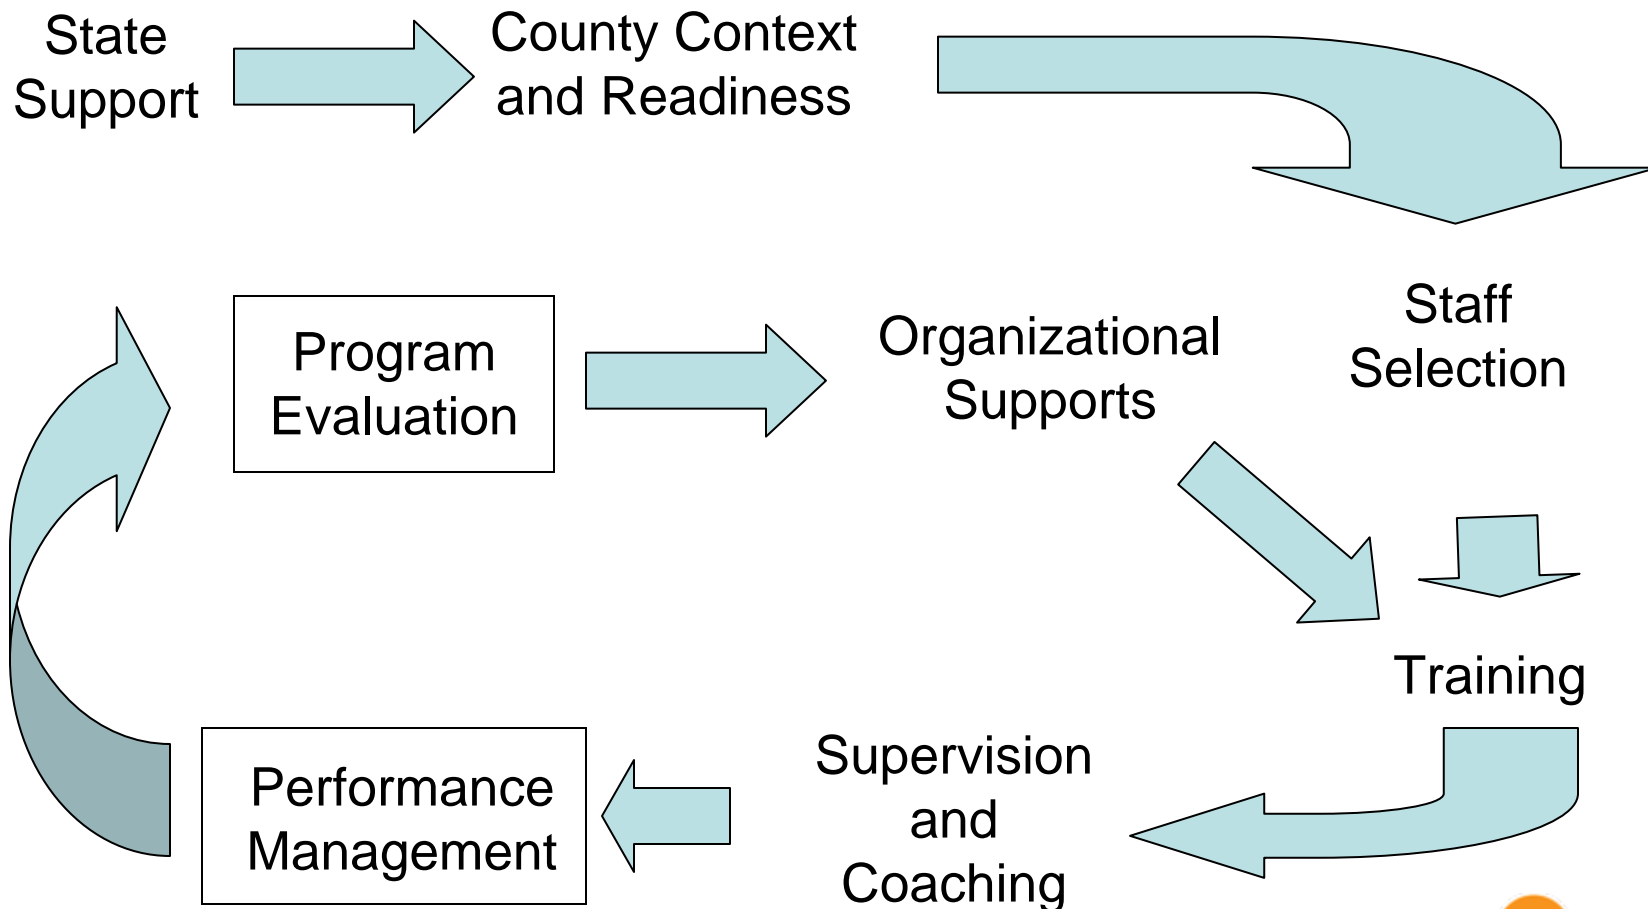 State
Support
County Context
and Readiness
Program
Evaluation
Organizational
Supports
Staff
Selection
Training
Supervision
and
Coaching
Performance
Management